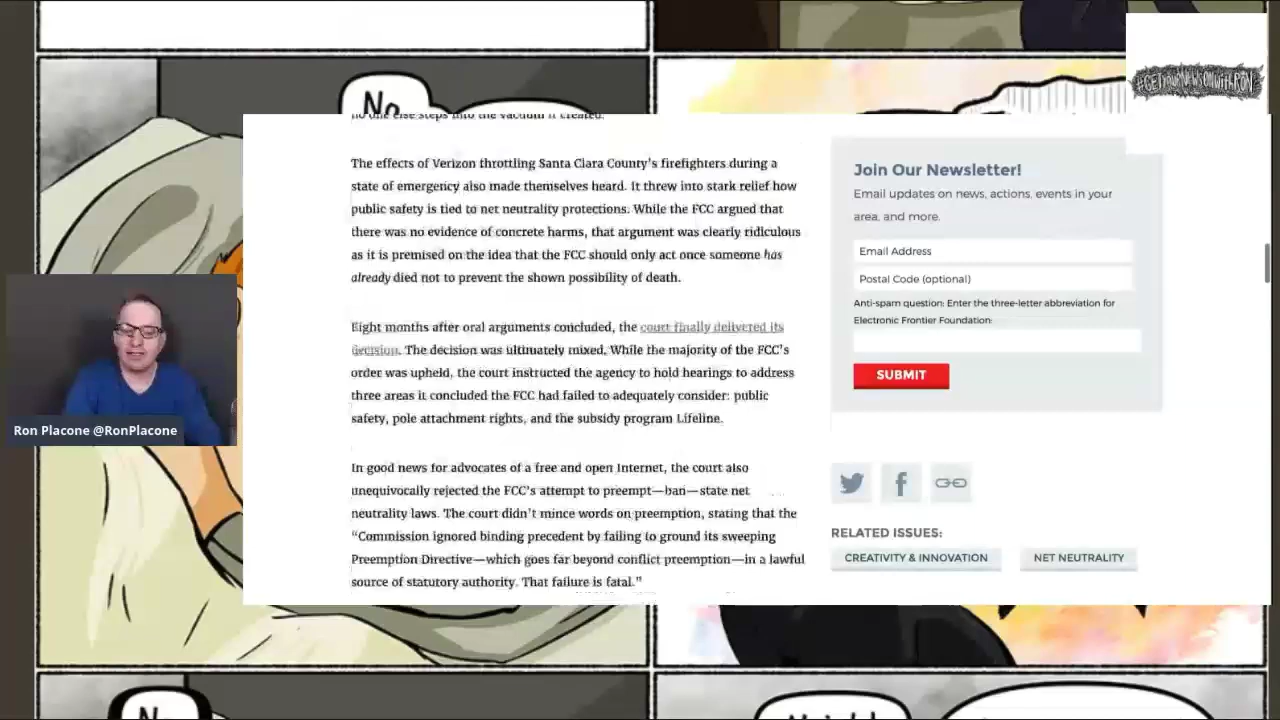 No
#GETYOURNEWSONWITHRON
no one else steps into the vacuum it created.
The effects of Verizon throttling Santa Clara County’s firefighters during a
state of emergency also made themselves heard. It threw into stark relief how
public safety is tied to net neutrality protections. While the FCC argued that
there was no evidence of concrete harms, that argument was clearly ridiculous
as it is premised on the idea that the FCC should only act once someone has
already died not to prevent the shown possibility of death.
Eight months after oral arguments concluded, the court finally delivered its
decision. The decision was ultimately mixed. While the majority of the FCC’s
order was upheld, the court instructed the agency to hold hearings to address
three areas it concluded the FCC had failed to adequately consider: public
safety, pole attachment rights, and the subsidy program Lifeline.
In good news for advocates of a free and open Internet, the court also
unequivocally rejected the FCC’s attempt to preempt—ban—state net
neutrality laws. The court didn’t mince words on preemption, stating that the
“Commission ignored binding precedent by failing to ground its sweeping
Preemption Directive—which goes far beyond conflict preemption—in a lawful
source of statutory authority. That failure is fatal.”
Join Our Newsletter!
Email updates on news, actions, events in your
area, and more.
Email Address
Postal Code (optional)
Anti-spam question: Enter the three-letter abbreviation for
Electronic Frontier Foundation:
SUBMIT
RELATED ISSUES:
CREATIVITY & INNOVATION
NET NEUTRALITY
Ron Placone @RonPlacone